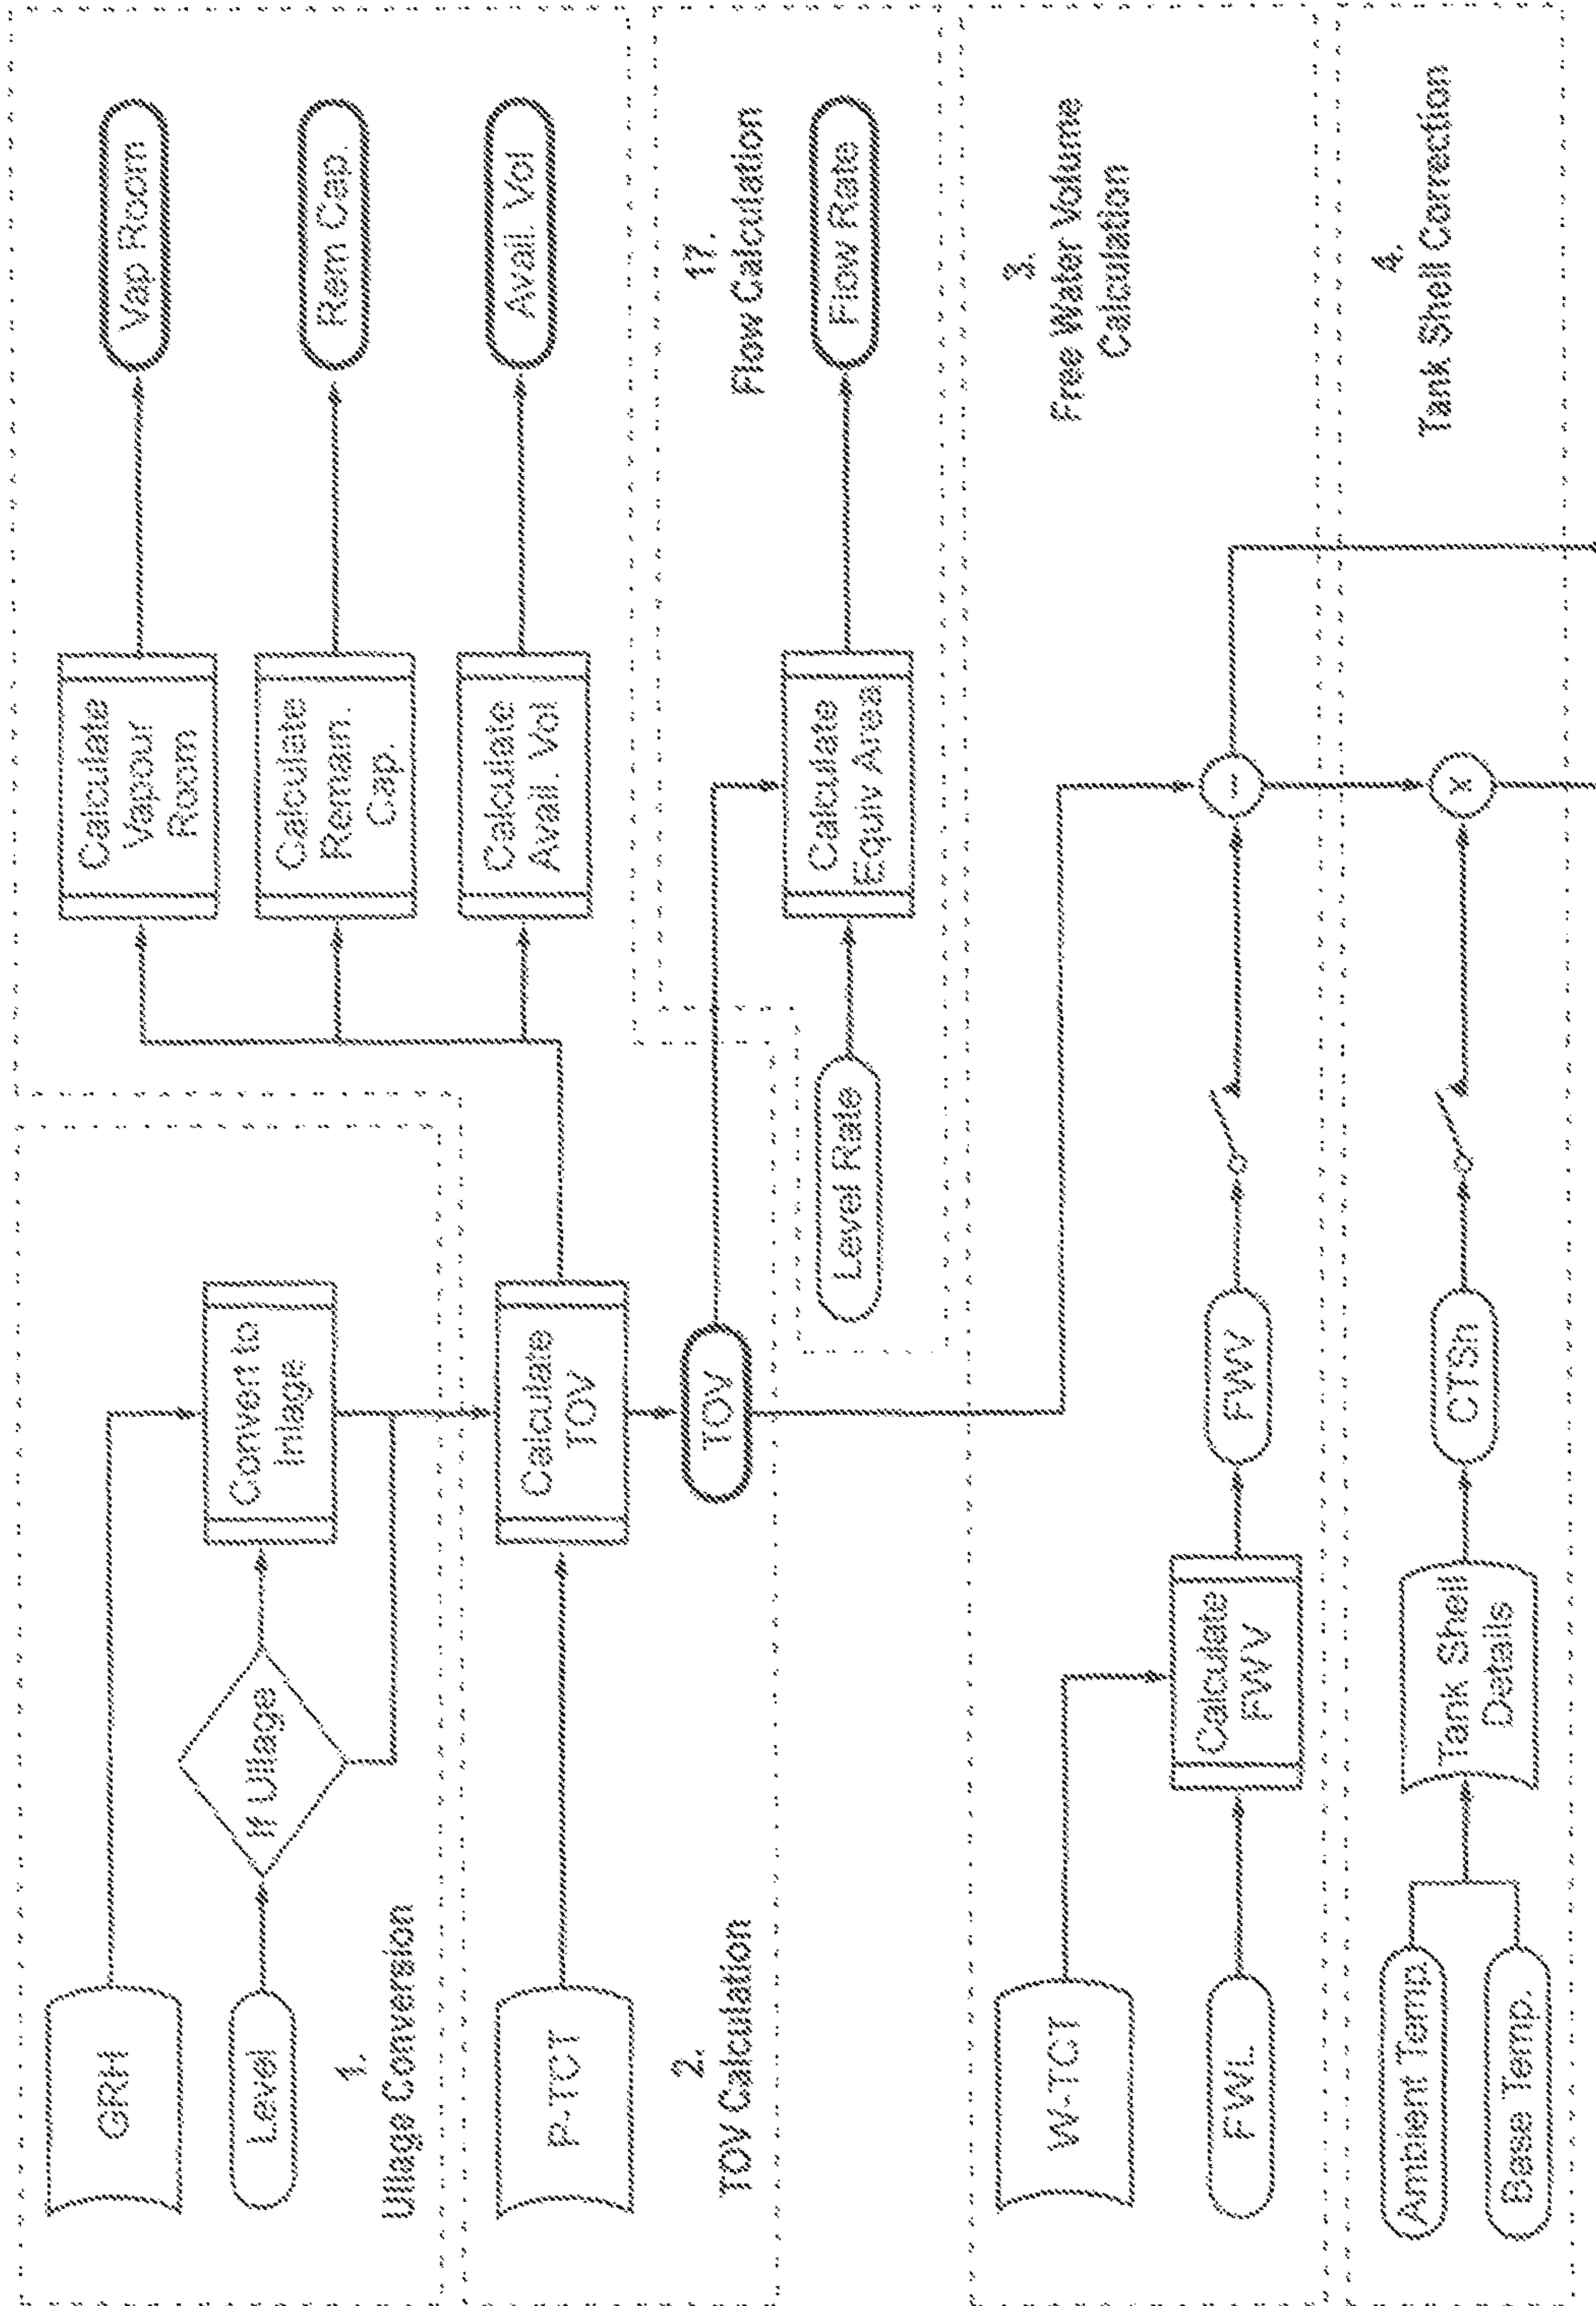 GRH
Level
If Ullage
Convert to
Inlage
1.
Ullage Conversion
P-TCT
Calculate
TOV
TOV
2.
TOV Calculation
Calculate
Vapour
Room
Vap Room
Calculate
Remain.
Cap.
Rem Cap.
Calculate
Avail. Vol
Avail. Vol
17.
Flow Calculation
Level Rate
Calculate
Equiv Area
Flow Rate
3.
Free Water Volume
Calculation
W-TCT
FWL
Calculate
FWV
FWV
-
4.
Tank Shell Correction
Ambient Temp.
Base Temp.
Tank Shell
Details
CTSh
x